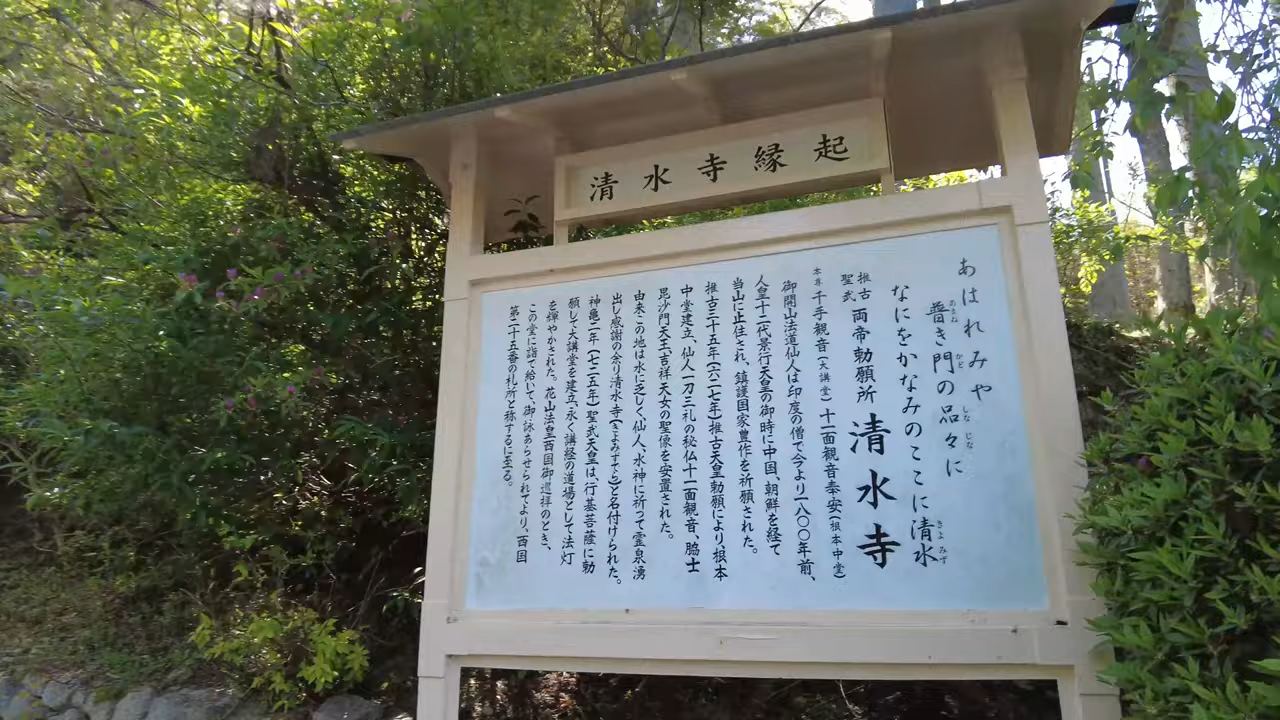 清水寺縁起
あはれみや
普き門の品々に
あまね かど しな じな
なにをかなみのここに清水
きよ みず
推古
聖武
両帝勅願所 清水寺
本尊 千手観音(大講堂) 十一面観音奉安(根本中堂)
御開山法道仙人は印度の僧で今より一八〇〇年前、
人皇十二代景行天皇の御時に中国、朝鮮を経て
当山に止住され、鎮護国家豊作を祈願された。
推古三十五年(六二七年)推古天皇勅願により根本
中堂建立、仙人一刀三礼の秘仏十一面観音、脇士
毘沙門天王、吉祥天女の聖像を安置された。
由来この地は水に乏しく、仙人、水神に祈って霊泉湧
出し感謝の余り清水寺(きよみずでら)と名付けられた。
神亀二年(七二五年)聖武天皇は、行基菩薩に勅
願して大講堂を建立、永く講経の道場として法灯
を輝やかされた。花山法皇西国御巡拝のとき、
この堂に詣で給いて、御詠あらせられてより、西国
第二十五番の札所と称するに至る。